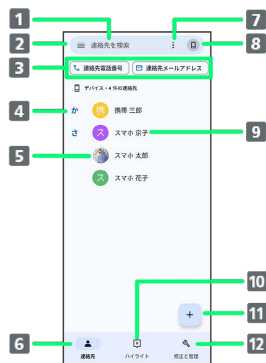 1
7
2
連絡先を検索
8
3
連絡先電話番号 連絡先メールアドレス
デバイス・4 件の連絡先
4
か
携
携帯 三郎
さ
ス
スマホ 京子
9
5
スマホ 太郎
ス
スマホ 花子
10
+
11
6
連絡先 ハイライト 修正と管理
12